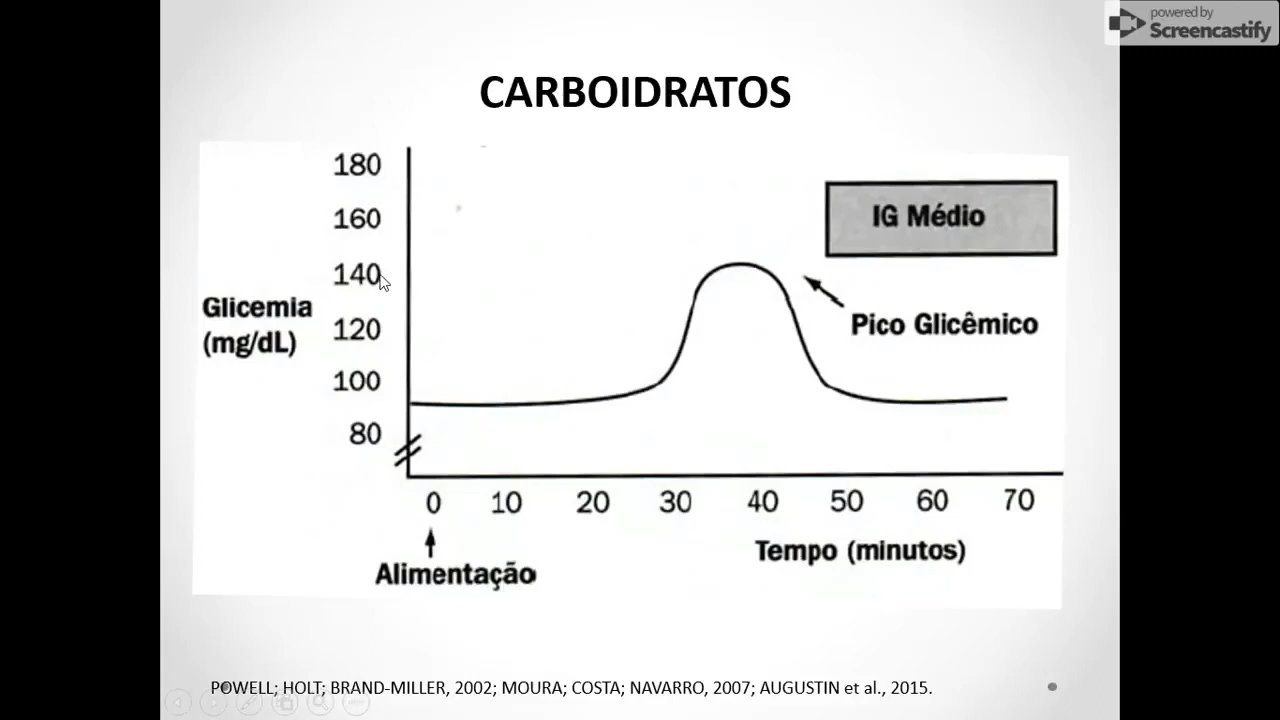 powered by
Screencastify
CARBOIDRATOS
180
160
140
120
100
80
Glicemia
(mg/dL)
IG Médio
Pico Glicêmico
0 10 20 30 40 50 60 70
Alimentação
Tempo (minutos)
POWELL; HOLT; BRAND-MILLER, 2002; MOURA; COSTA; NAVARRO, 2007; AUGUSTIN et al., 2015.